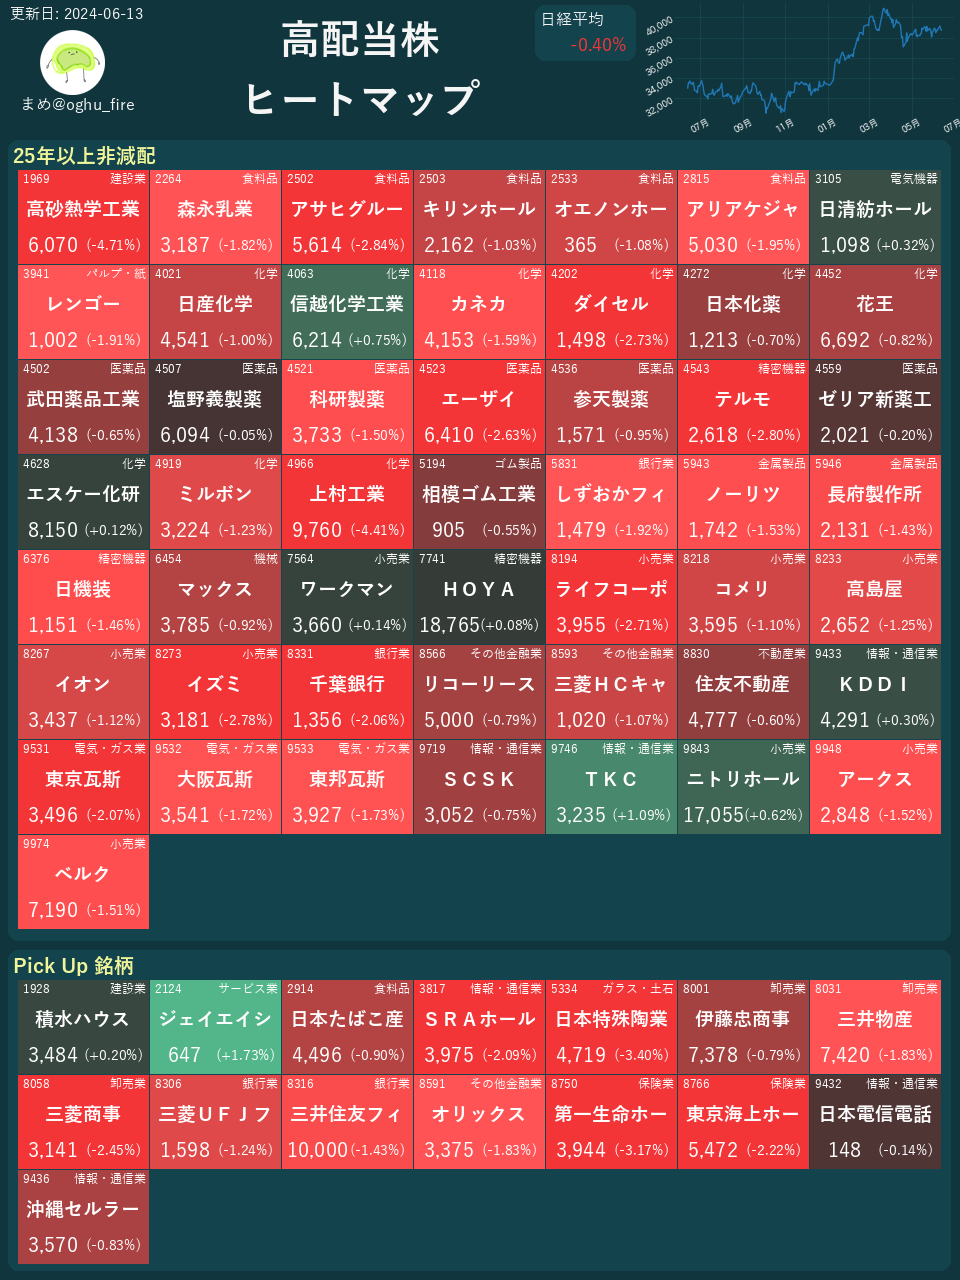 更新日: 2024-06-13
まめ@oghu_fire
高配当株
ヒートマップ
日経平均
-0.40%
40,000
38,000
36,000
34,000
32,000
07月 09月 11月 01月 03月 05月 07月
25年以上非減配
1969 建設業
高砂熱学工業
6,070 (-4.71%)
2264 食料品
森永乳業
3,187 (-1.82%)
2502 食料品
アサヒグルー
5,614 (-2.84%)
2503 食料品
キリンホール
2,162 (-1.03%)
2533 食料品
オエノンホー
365 (-1.08%)
2815 食料品
アリアケジャ
5,030 (-1.95%)
3105 電気機器
日清紡ホール
1,098 (+0.32%)
3941 パルプ・紙
レンゴー
1,002 (-1.91%)
4021 化学
日産化学
4,541 (-1.00%)
4063 化学
信越化学工業
6,214 (+0.75%)
4118 化学
カネカ
4,153 (-1.59%)
4202 化学
ダイセル
1,498 (-2.73%)
4272 化学
日本化薬
1,213 (-0.70%)
4452 化学
花王
6,692 (-0.82%)
4502 医薬品
武田薬品工業
4,138 (-0.65%)
4507 医薬品
塩野義製薬
6,094 (-0.05%)
4521 医薬品
科研製薬
3,733 (-1.50%)
4523 医薬品
エーザイ
6,410 (-2.63%)
4536 医薬品
参天製薬
1,571 (-0.95%)
4543 精密機器
テルモ
2,618 (-2.80%)
4559 医薬品
ゼリア新薬工
2,021 (-0.20%)
4628 化学
エスケー化研
8,150 (+0.12%)
4919 化学
ミルボン
3,224 (-1.23%)
4966 化学
上村工業
9,760 (-4.41%)
5194 ゴム製品
相模ゴム工業
905 (-0.55%)
5831 銀行業
しずおかフィ
1,479 (-1.92%)
5943 金属製品
ノーリツ
1,742 (-1.53%)
5946 金属製品
長府製作所
2,131 (-1.43%)
6376 精密機器
日機装
1,151 (-1.46%)
6454 機械
マックス
3,785 (-0.92%)
7564 小売業
ワークマン
3,660 (+0.14%)
7741 精密機器
ＨＯＹＡ
18,765(+0.08%)
8194 小売業
ライフコーポ
3,955 (-2.71%)
8218 小売業
コメリ
3,595 (-1.10%)
8233 小売業
高島屋
2,652 (-1.25%)
8267 小売業
イオン
3,437 (-1.12%)
8273 小売業
イズミ
3,181 (-2.78%)
8331 銀行業
千葉銀行
1,356 (-2.06%)
8566 その他金融業
リコーリース
5,000 (-0.79%)
8593 その他金融業
三菱ＨＣキャ
1,020 (-1.07%)
8830 不動産業
住友不動産
4,777 (-0.60%)
9433 情報・通信業
ＫＤＤＩ
4,291 (+0.30%)
9531 電気・ガス業
東京瓦斯
3,496 (-2.07%)
9532 電気・ガス業
大阪瓦斯
3,541 (-1.72%)
9533 電気・ガス業
東邦瓦斯
3,927 (-1.73%)
9719 情報・通信業
ＳＣＳＫ
3,052 (-0.75%)
9746 情報・通信業
ＴＫＣ
3,235 (+1.09%)
9843 小売業
ニトリホール
17,055(+0.62%)
9948 小売業
アークス
2,848 (-1.52%)
9974 小売業
ベルク
7,190 (-1.51%)
Pick Up 銘柄
1928 建設業
積水ハウス
3,484 (+0.20%)
2124 サービス業
ジェイエイシ
647 (+1.73%)
2914 食料品
日本たばこ産
4,496 (-0.90%)
3817 情報・通信業
ＳＲＡホール
3,975 (-2.09%)
5334 ガラス・土石
日本特殊陶業
4,719 (-3.40%)
8001 卸売業
伊藤忠商事
7,378 (-0.79%)
8031 卸売業
三井物産
7,420 (-1.83%)
8058 卸売業
三菱商事
3,141 (-2.45%)
8306 銀行業
三菱ＵＦＪフ
1,598 (-1.24%)
8316 銀行業
三井住友フィ
10,000(-1.43%)
8591 その他金融業
オリックス
3,375 (-1.83%)
8750 保険業
第一生命ホー
3,944 (-3.17%)
8766 保険業
東京海上ホー
5,472 (-2.22%)
9432 情報・通信業
日本電信電話
148 (-0.14%)
9436 情報・通信業
沖縄セルラー
3,570 (-0.83%)